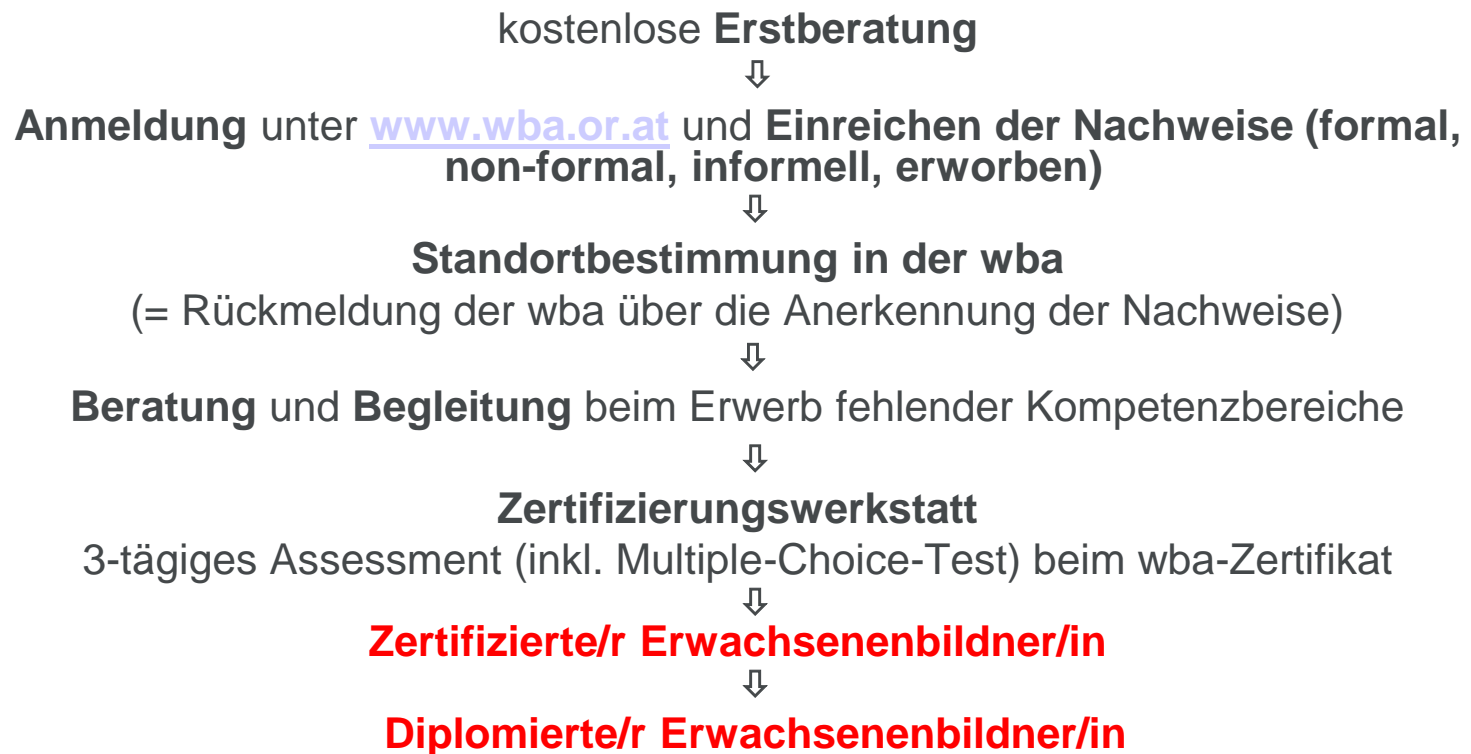 kostenlose Erstberatung
⇩
Anmeldung unter www.wba.or.at und Einreichen der Nachweise (formal,
non-formal, informell, erworben)
⇩
Standortbestimmung in der wba
(= Rückmeldung der wba über die Anerkennung der Nachweise)
⇩
Beratung und Begleitung beim Erwerb fehlender Kompetenzbereiche
⇩
Zertifizierungswerkstatt
3-tägiges Assessment (inkl. Multiple-Choice-Test) beim wba-Zertifikat
⇩
Zertifizierte/r Erwachsenenbildner/in
⇩
Diplomierte/r Erwachsenenbildner/in